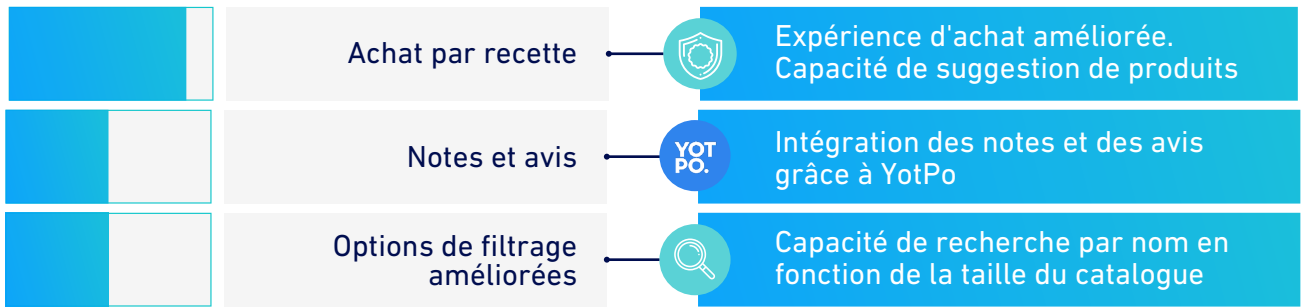 Achat par recette
Expérience d'achat améliorée.
Capacité de suggestion de produits
Notes et avis
YOT
PO.
Intégration des notes et des avis
grâce à YotPo
Options de filtrage
améliorées
Capacité de recherche par nom en
fonction de la taille du catalogue